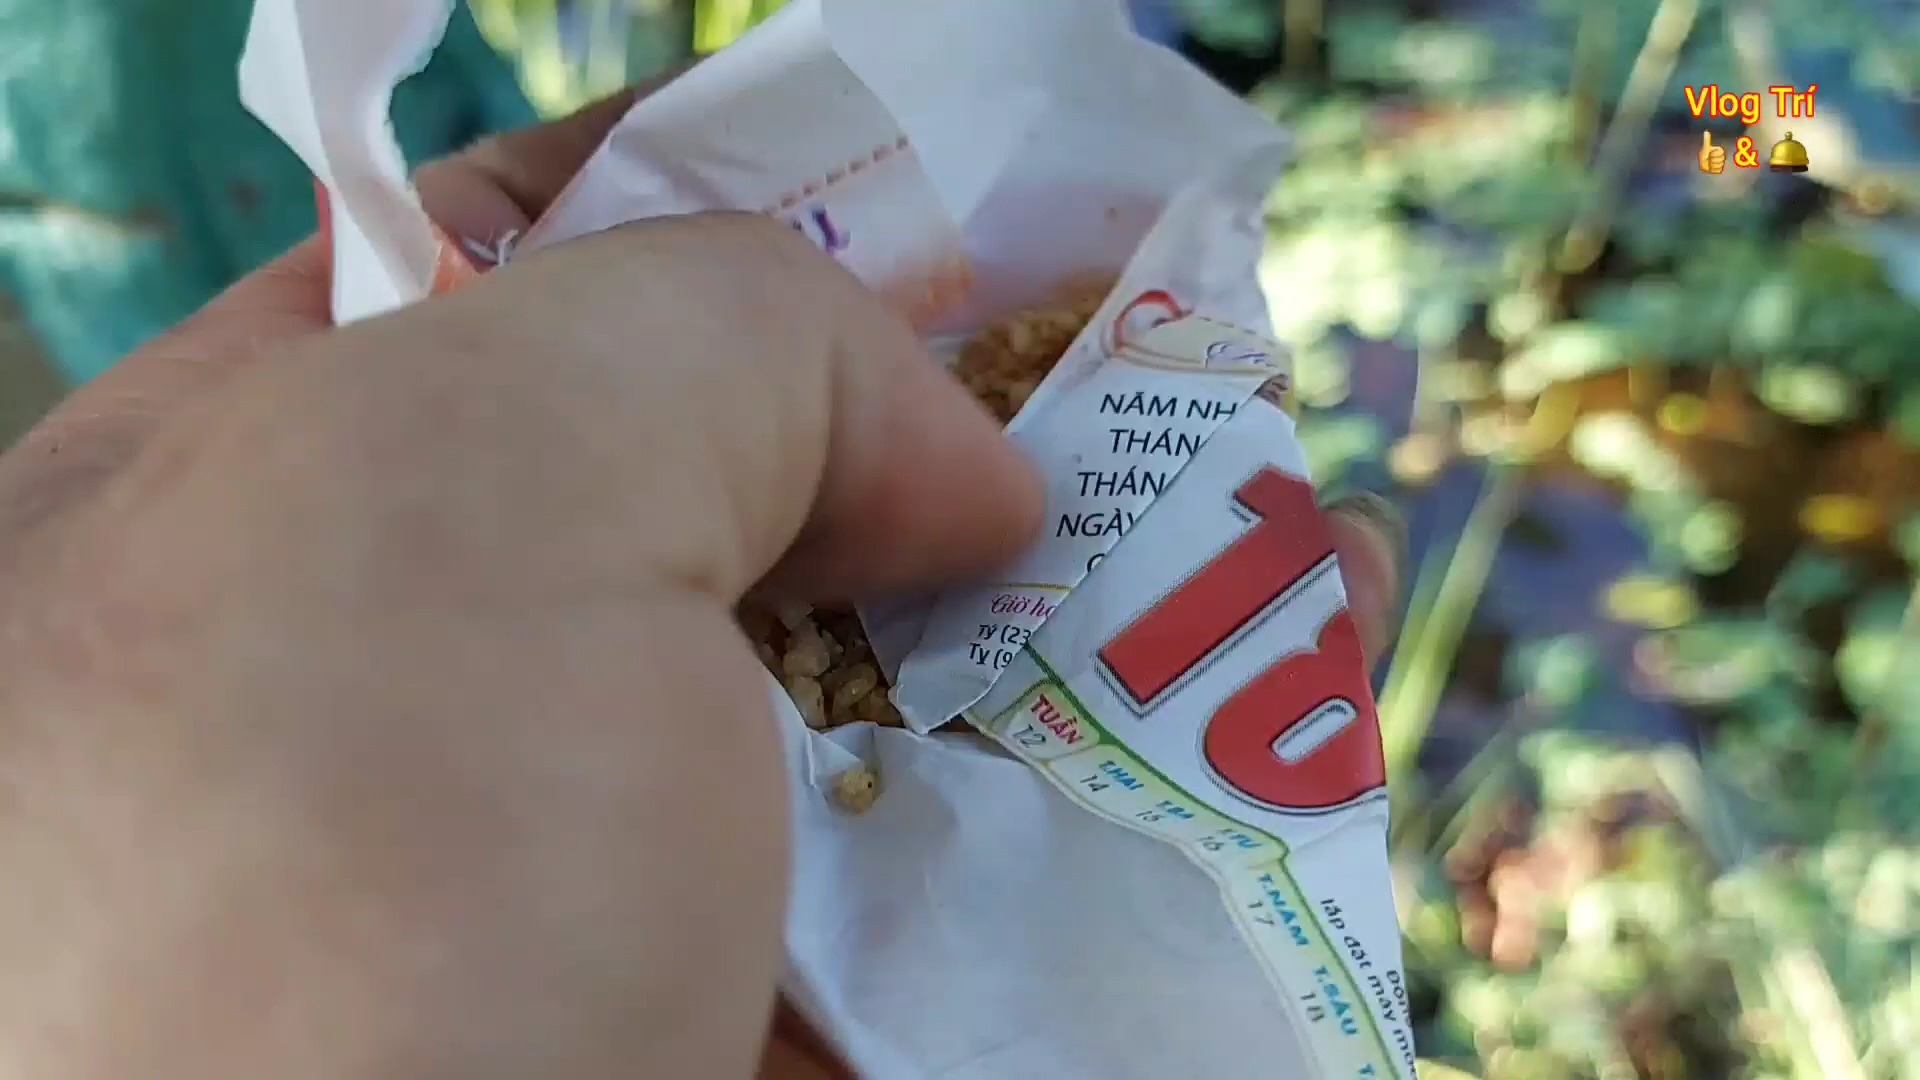 Vlog Trí
👍& 🛎
NĂM NH
THÁN
THÁN
NGÀY
Giờ ho
Tý (23
Tỵ (9
18
TUẦN
12
T.HAI
14
T.BA
15
T.TƯ
16
T.NĂM
17
T.SÁU
18
lắp đặt máy mó